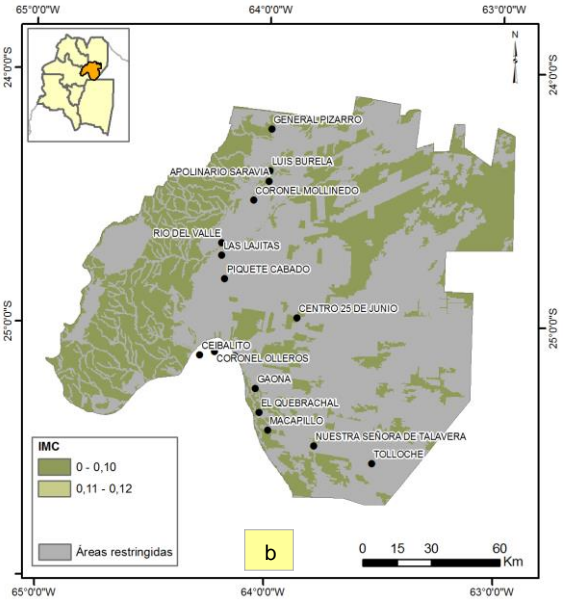 65°0'0"W 64°0'0"W 63°0'0"W
N
24°0'0"S 24°0'0"S
GENERAL PIZARRO
LUIS BURELA
APOLINARIO SARAVIA
CORONEL MOLLINEDO
RIO DEL VALLE
LAS LAJITAS
PIQUETE CABADO
CENTRO 25 DE JUNIO
25°0'0"S 25°0'0"S
CEIBALITO
CORONEL OLLEROS
GAONA
EL QUEBRACHAL
MACAPILLO
NUESTRA SEÑORA DE TALAVERA
TOLLOCHE
IMC
0 - 0,10
0,11 - 0,12
Áreas restringidas
b
0 15 30 60
Km
65°0'0"W 64°0'0"W 63°0'0"W